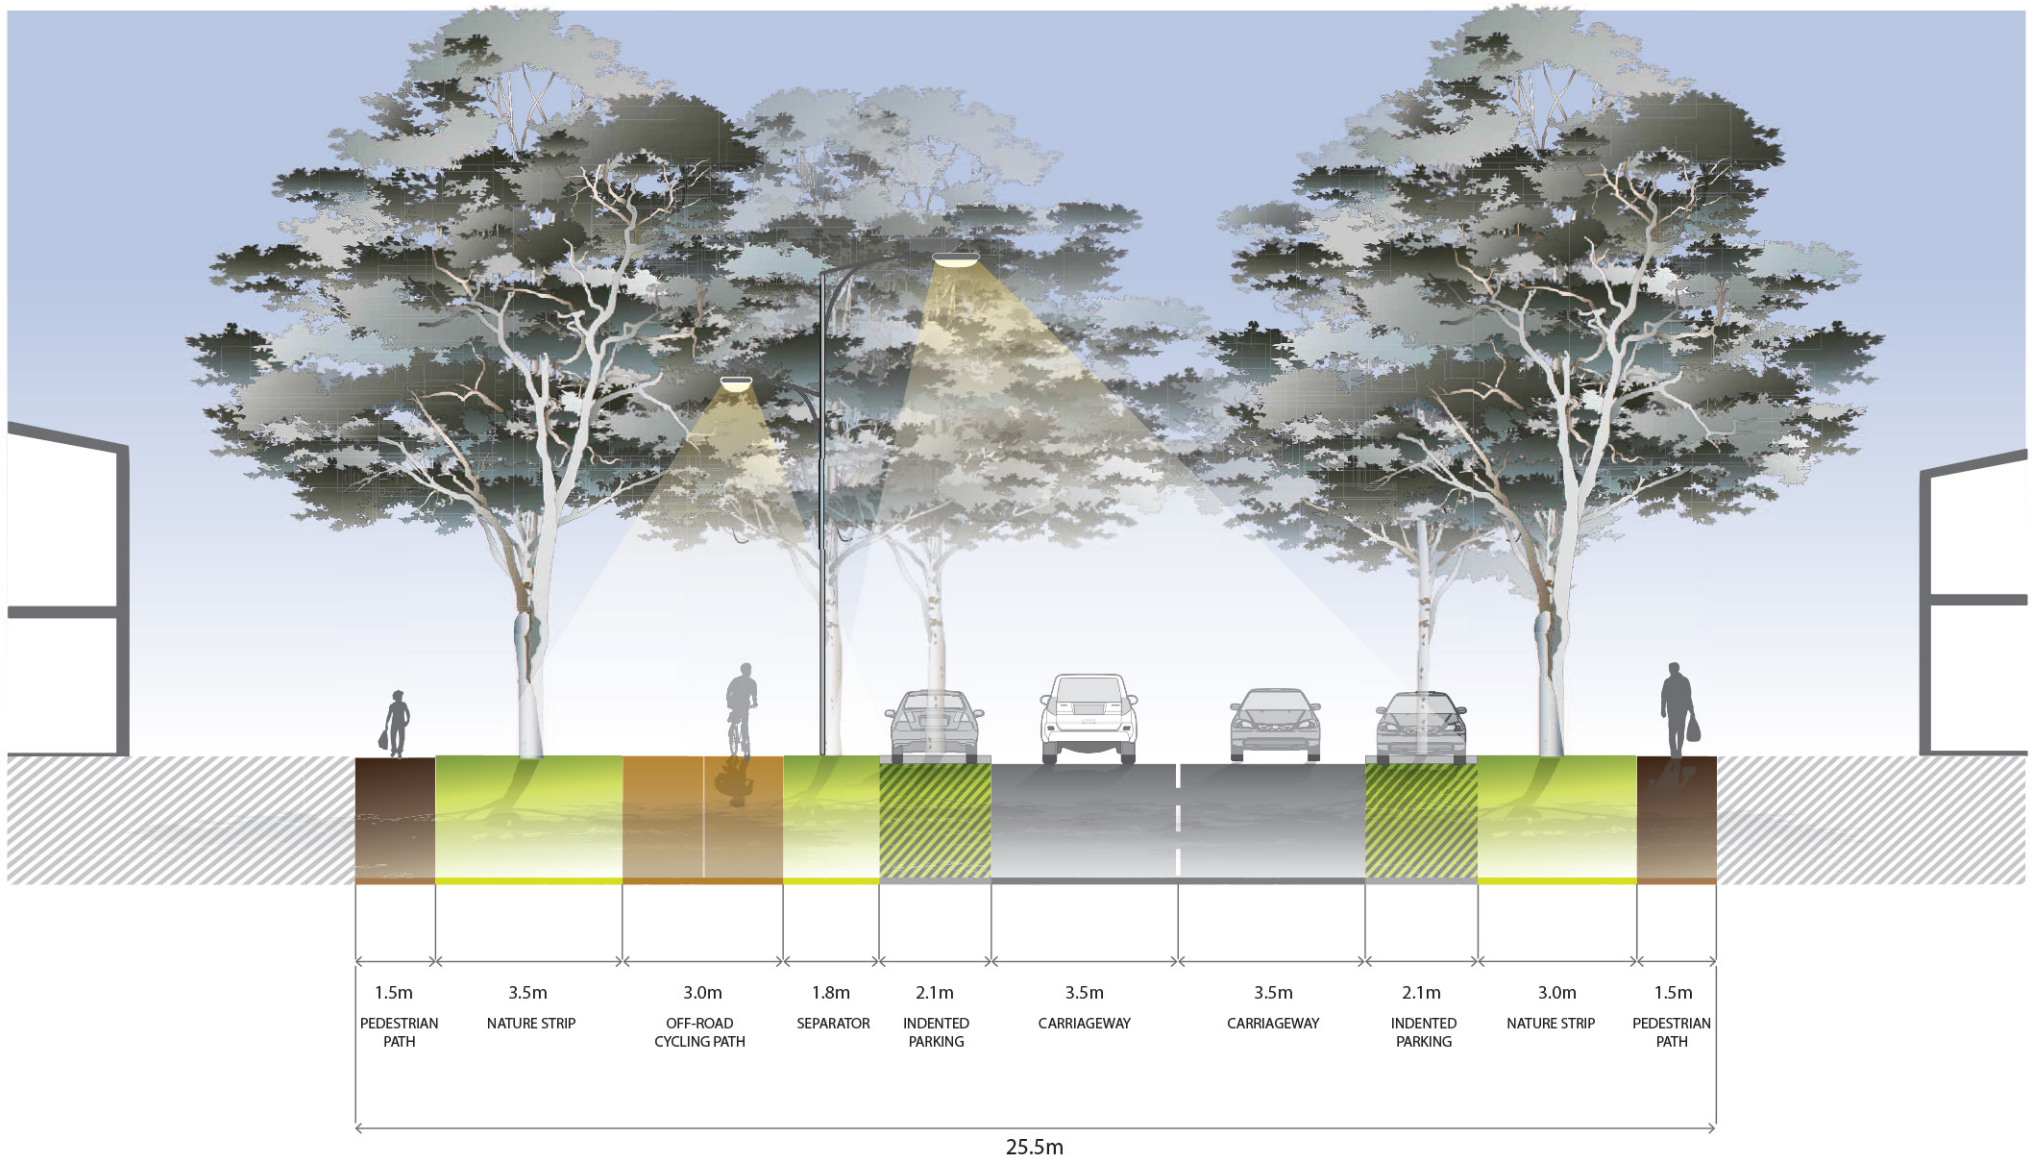 1.5m 3.5m 3.0m 1.8m 2.1m 3.5m 3.5m 2.1m 3.0m 1.5m
PEDESTRIAN NATURE STRIP OFF-ROAD SEPARATOR INDENTED CARRIAGEWAY CARRIAGEWAY INDENTED NATURE STRIP PEDESTRIAN
PATH CYCLING PATH PARKING PARKING PATH
25.5m